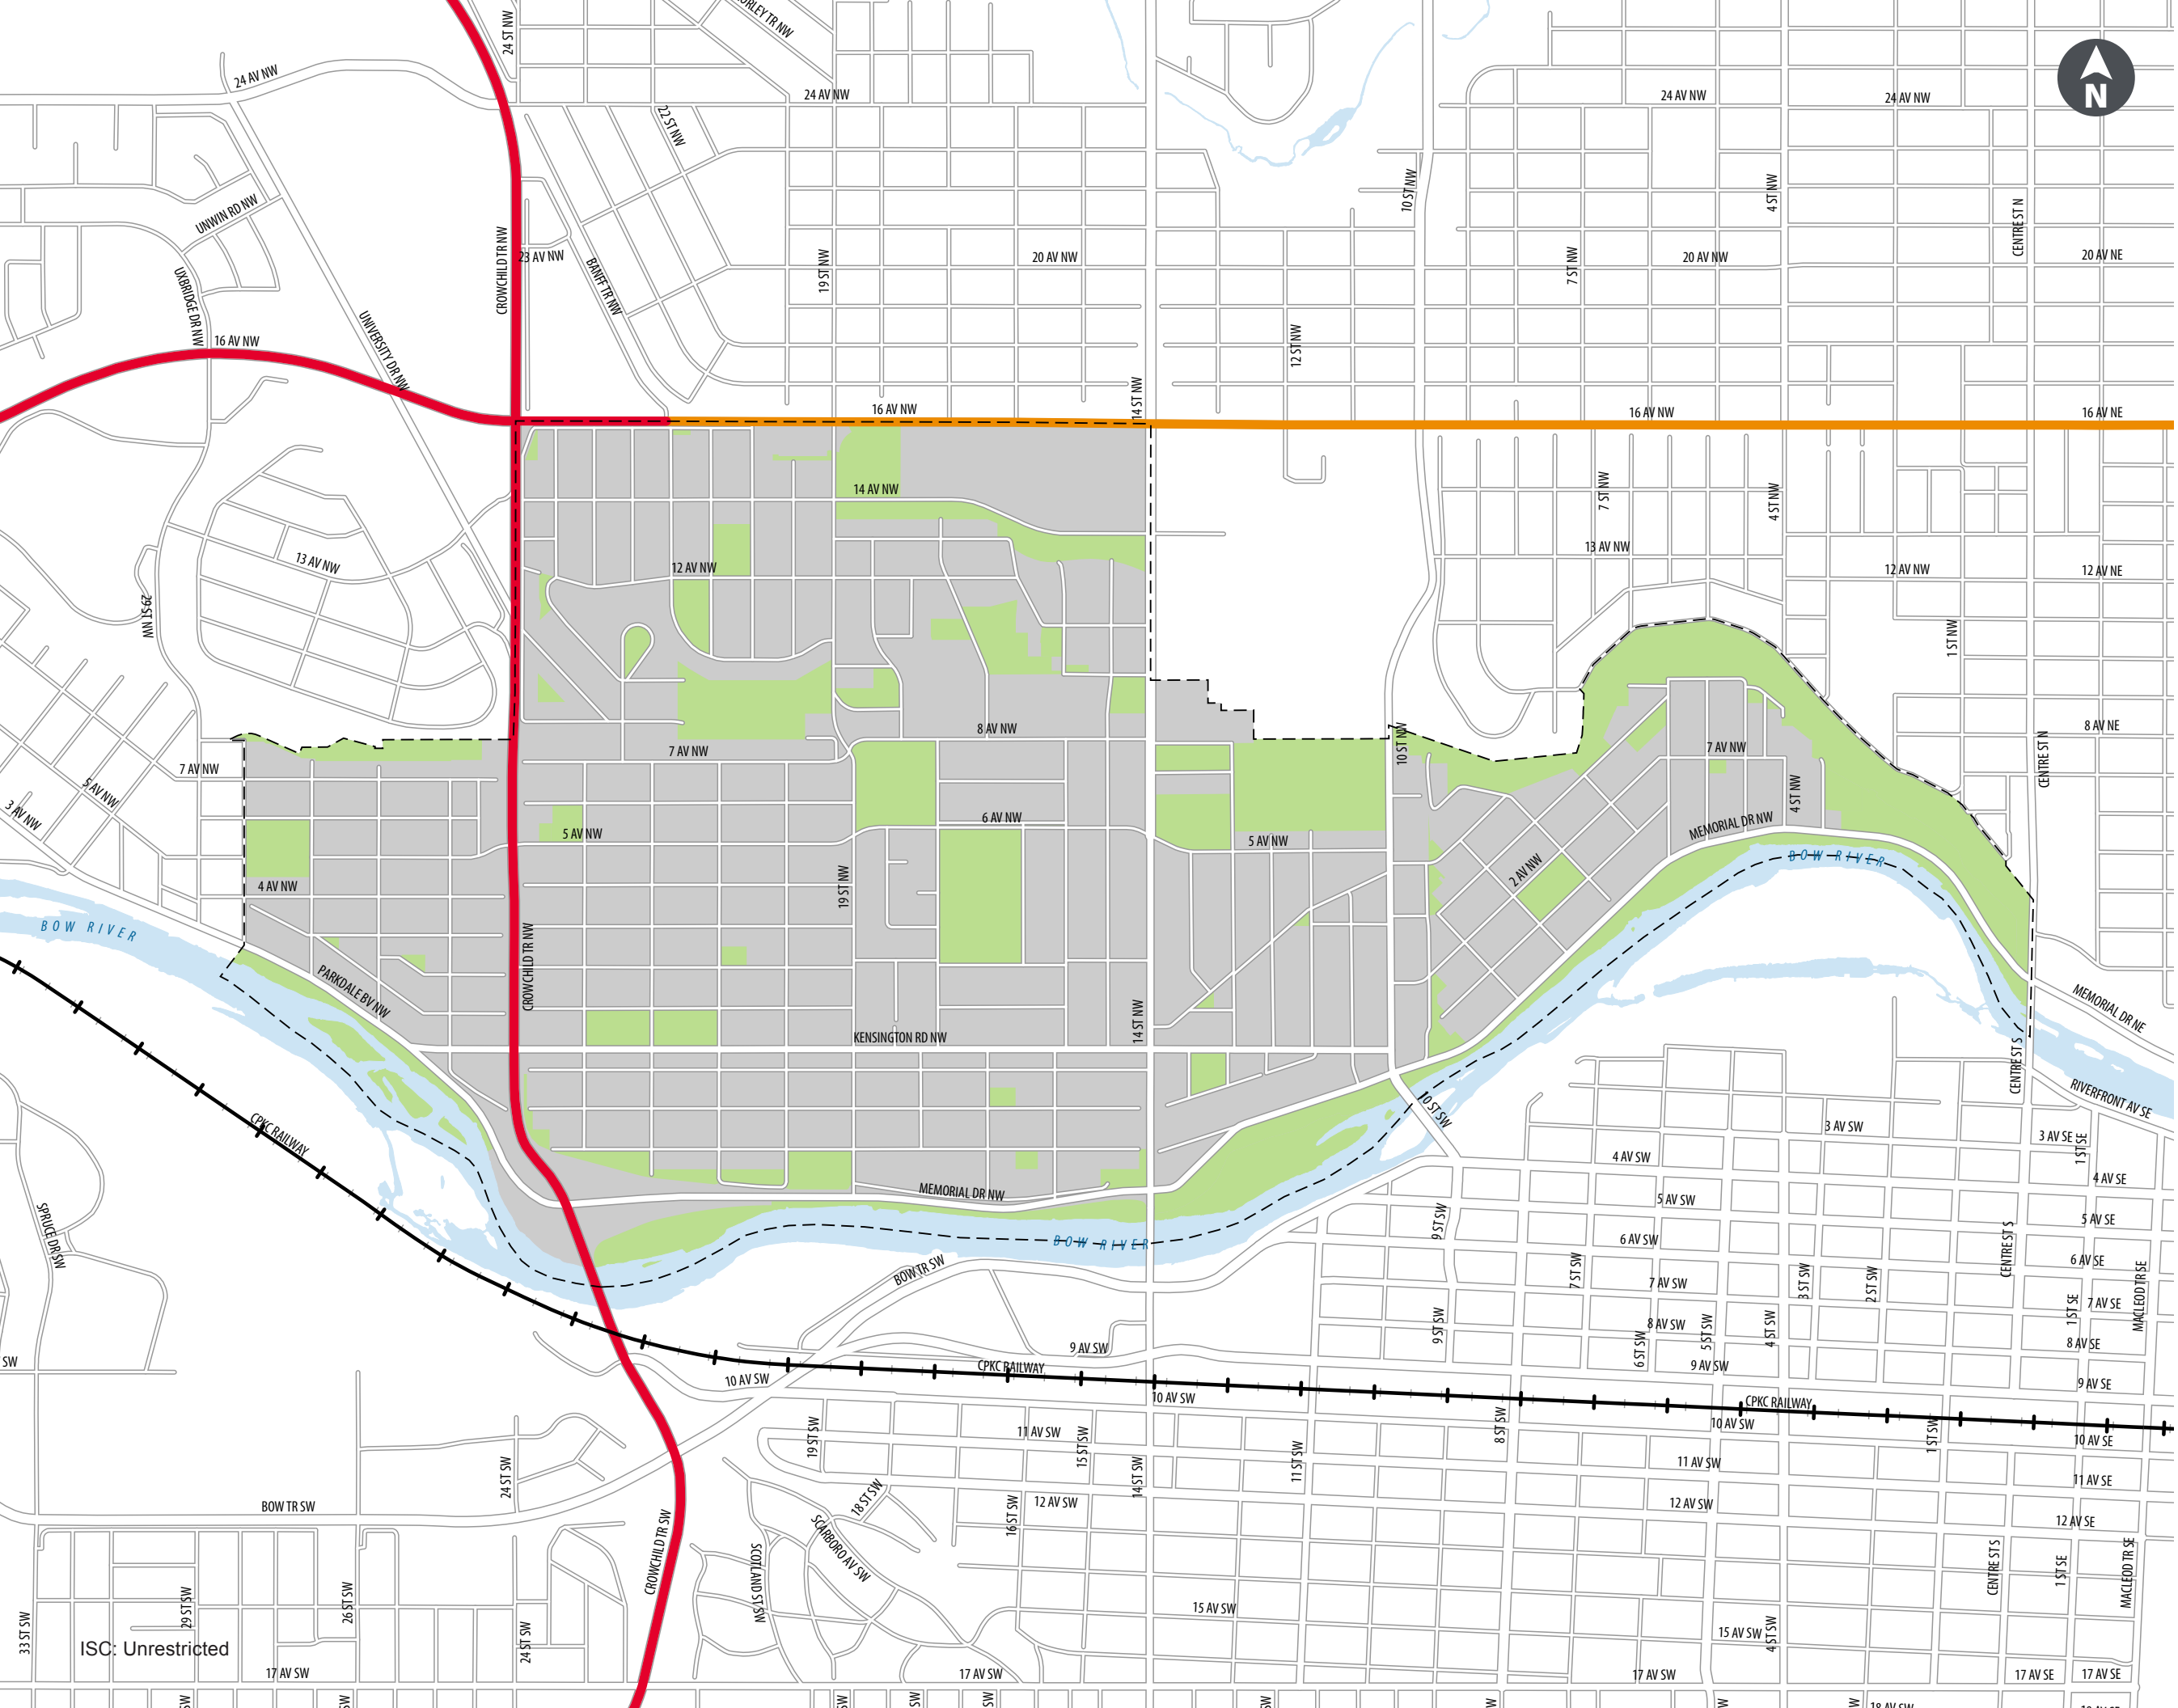 24 ST NW
24 AV NW
24 AV NW
24 AV NW
24 AV NW
N
22 ST NW
UNWIN RD NW
10 ST NW
4 ST NW
CENTRE ST N
UXBRIDGE DR NW
CROWCHILD TR NW
23 AV NW
BANFF TR NW
19 ST NW
20 AV NW
7 ST NW
20 AV NW
20 AV NE
16 AV NW
UNIVERSITY DR NW
12 ST NW
14 ST NW
16 AV NW
16 AV NW
16 AV NE
14 AV NW
7 ST NW
4 ST NW
13 AV NW
12 AV NW
13 AV NW
12 AV NW
12 AV NE
29 ST NW
1 ST NW
8 AV NW
10 ST NW
8 AV NE
7 AV NW
7 AV NW
7 AV NW
CENTRE ST N
5 AV NW
3 AV NW
4 ST NW
6 AV NW
5 AV NW
5 AV NW
MEMORIAL DR NW
BOW RIVER
4 AV NW
19 ST NW
2 AV NW
BOW RIVER
CROWCHILD TR NW
PARKDALE BV NW
14 ST NW
KENSINGTON RD NW
MEMORIAL DR NE
CENTRE ST S
RIVERFRONT AV SE
CPKC RAILWAY
10 ST SW
3 AV SW
3 AV SE
1 ST SE
4 AV SW
4 AV SE
MEMORIAL DR NW
5 AV SW
5 AV SE
SPRUCE DR SW
9 ST SW
BOW RIVER
6 AV SW
CENTRE ST S
6 AV SE
BOW TR SW
7 ST SW
7 AV SW
3 ST SW
2 ST SW
MACLEOD TR SE
7 AV SE
1 ST SE
9 ST SW
8 AV SW
6 ST SW
5 ST SW
4 ST SW
8 AV SE
SW
9 AV SW
CPKC RAILWAY
9 AV SW
10 AV SW
9 AV SE
10 AV SW
CPKC RAILWAY
10 AV SW
8 ST SW
1 ST SW
10 AV SE
19 ST SW
11 AV SW
15 ST SW
11 ST SW
11 AV SW
14 ST SW
24 ST SW
11 AV SE
BOW TR SW
18 ST SW
12 AV SW
16 ST SW
12 AV SW
12 AV SE
SCARBORO AV SW
CROWCHILD TR SW
SCOTLAND ST SW
CENTRE ST S
1 ST SE
MACLEOD TR SE
33 ST SW
29 ST SW
26 ST SW
24 ST SW
15 AV SW
15 AV SW
4 ST SW
ISC: Unrestricted
17 AV SW
17 AV SW
17 AV SW
17 AV SE
17 AV SE
SW
SW
SW
SW
SW
SW
SW
SW
SW
18 AV SW